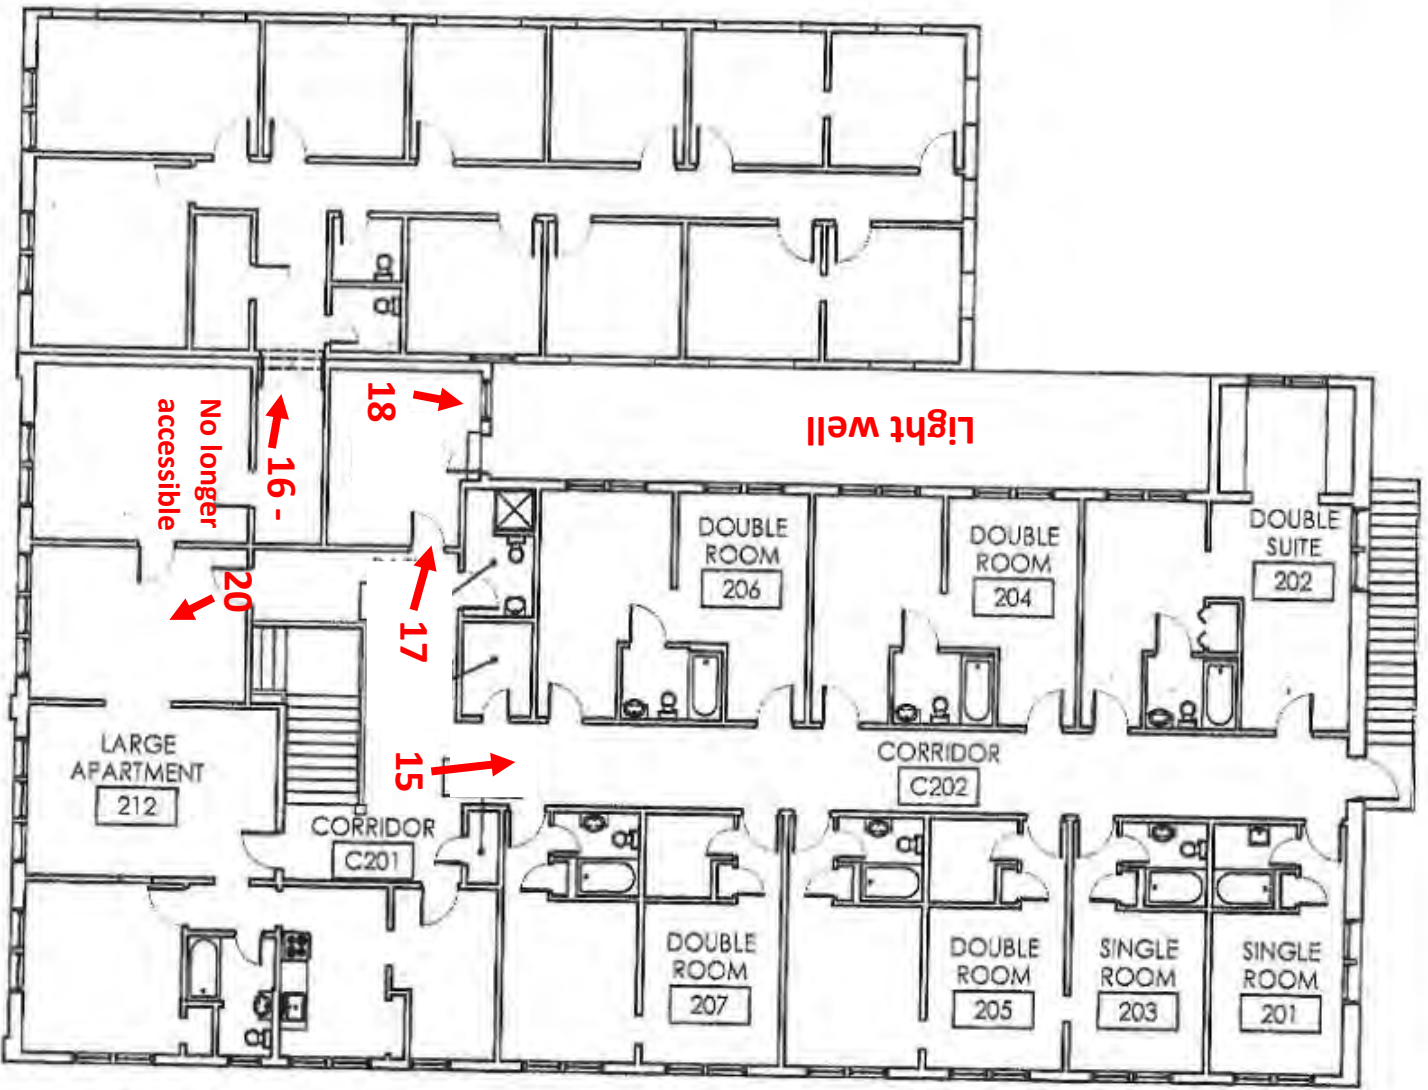 18
No longer
accessible
16 -
Light well
20
17
DOUBLE
ROOM
206
DOUBLE
ROOM
204
DOUBLE
SUITE
202
15
LARGE
APARTMENT
212
CORRIDOR
C201
CORRIDOR
C202
DOUBLE
ROOM
207
DOUBLE
ROOM
205
SINGLE
ROOM
203
SINGLE
ROOM
201